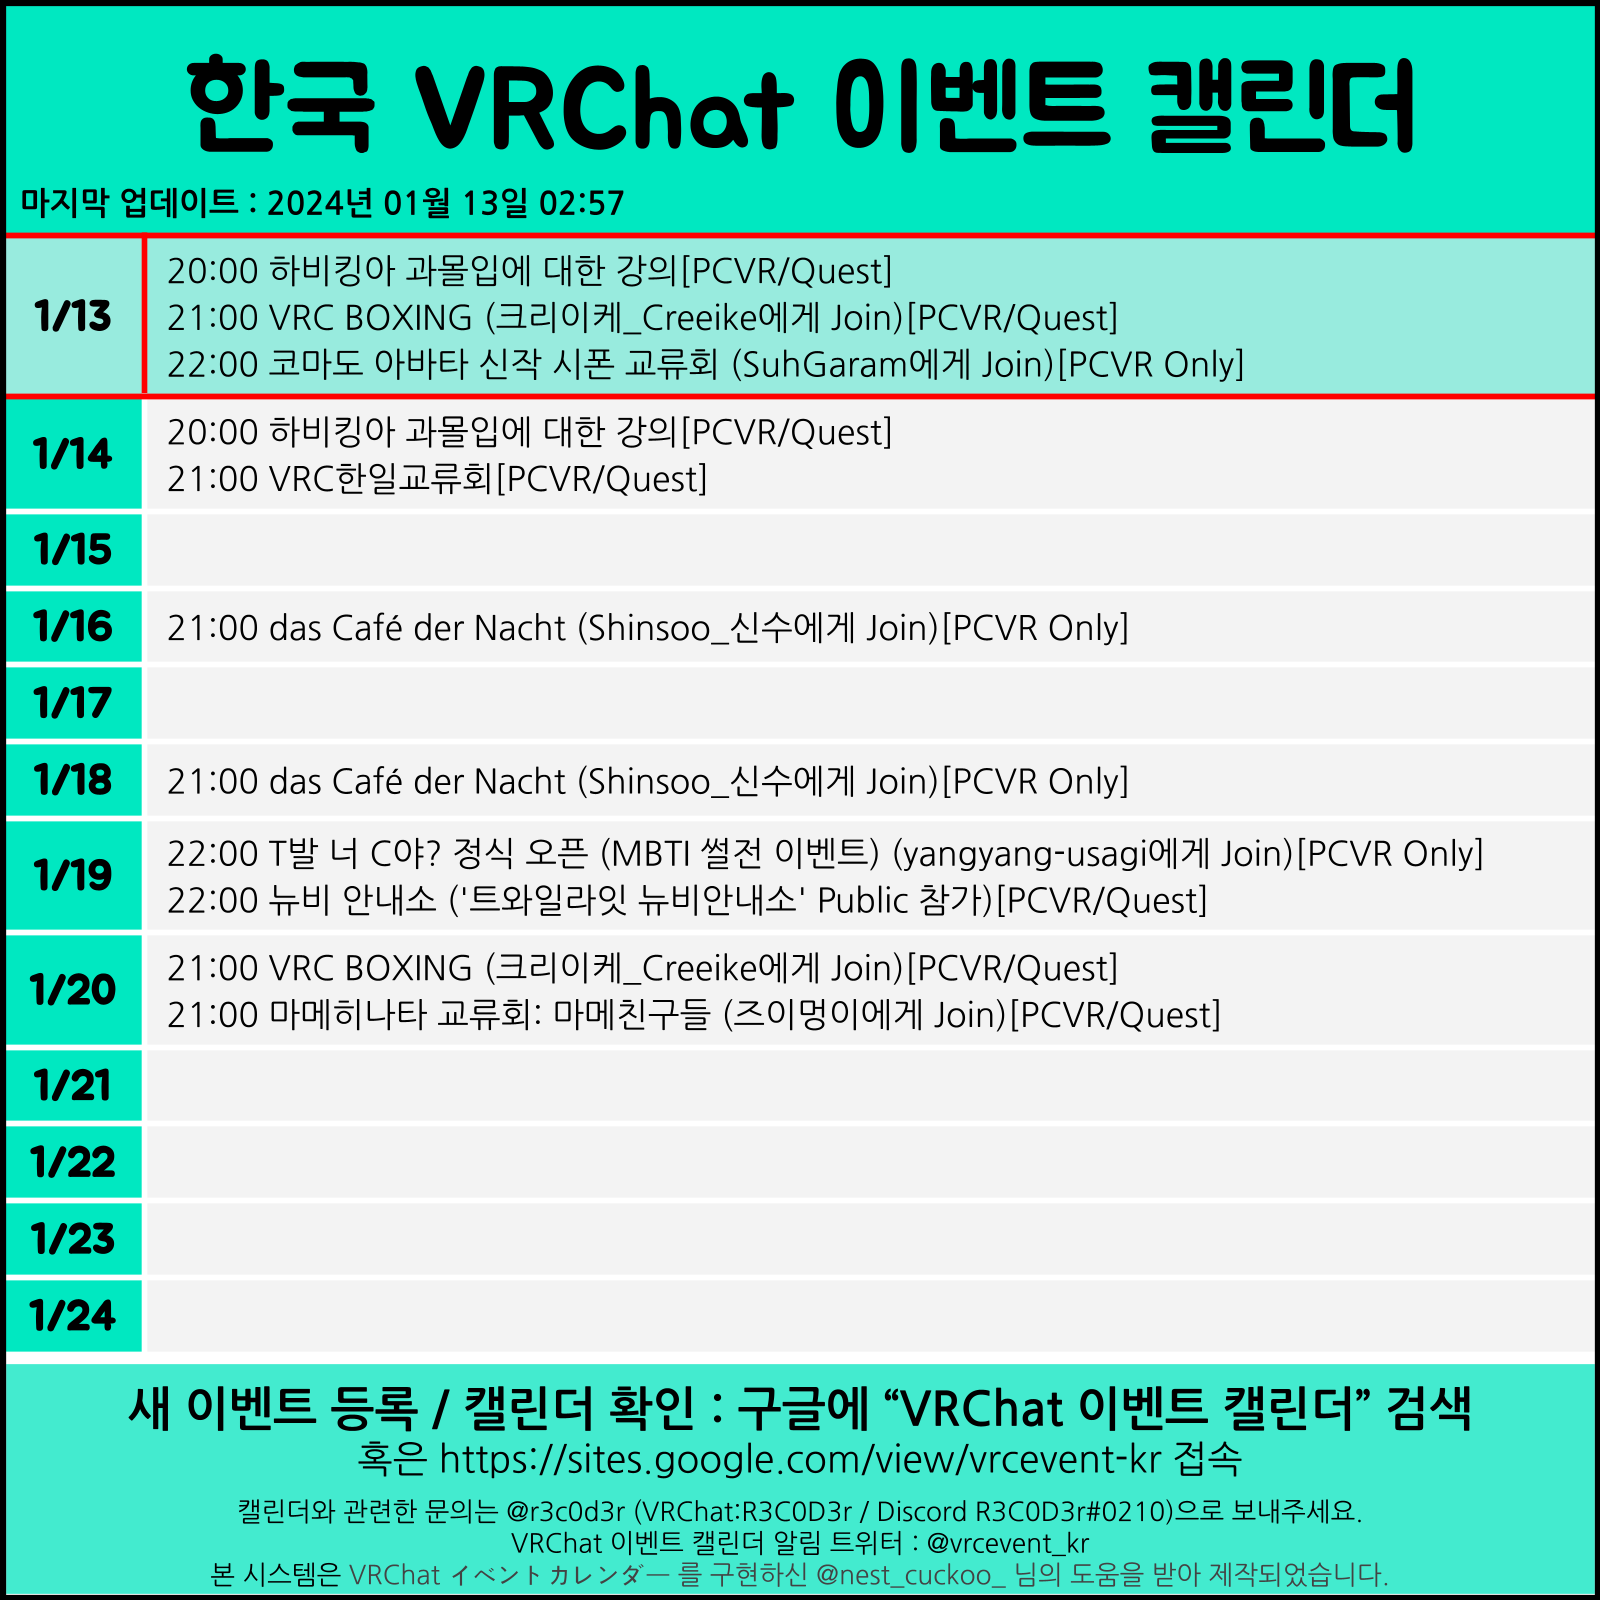 한국 VRChat 이벤트 캘린더
마지막 업데이트 : 2024년 01월 13일 02:57
1/13
20:00 하비킹아 과몰입에 대한 강의[PCVR/Quest]
21:00 VRC BOXING (크리이케_Creeike에게 Join)[PCVR/Quest]
22:00 코마도 아바타 신작 시폰 교류회 (SuhGaram에게 Join)[PCVR Only]
1/14
20:00 하비킹아 과몰입에 대한 강의[PCVR/Quest]
21:00 VRC한일교류회[PCVR/Quest]
1/15
1/16
21:00 das Café der Nacht (Shinsoo_신수에게 Join)[PCVR Only]
1/17
1/18
21:00 das Café der Nacht (Shinsoo_신수에게 Join)[PCVR Only]
1/19
22:00 T발 너 C야? 정식 오픈 (MBTI 썰전 이벤트) (yangyang-usagi에게 Join)[PCVR Only]
22:00 뉴비 안내소 ('트와일라잇 뉴비안내소' Public 참가)[PCVR/Quest]
1/20
21:00 VRC BOXING (크리이케_Creeike에게 Join)[PCVR/Quest]
21:00 마메히나타 교류회: 마메친구들 (즈이멍이에게 Join)[PCVR/Quest]
1/21
1/22
1/23
1/24
새 이벤트 등록 / 캘린더 확인 : 구글에 “VRChat 이벤트 캘린더” 검색
혹은 https://sites.google.com/view/vrcevent-kr 접속
캘린더와 관련한 문의는 @r3c0d3r (VRChat:R3C0D3r / Discord R3C0D3r#0210)으로 보내주세요.
VRChat 이벤트 캘린더 알림 트위터 : @vrcevent_kr
본 시스템은 VRChat イベントカレンダー 를 구현하신 @nest_cuckoo_ 님의 도움을 받아 제작되었습니다.